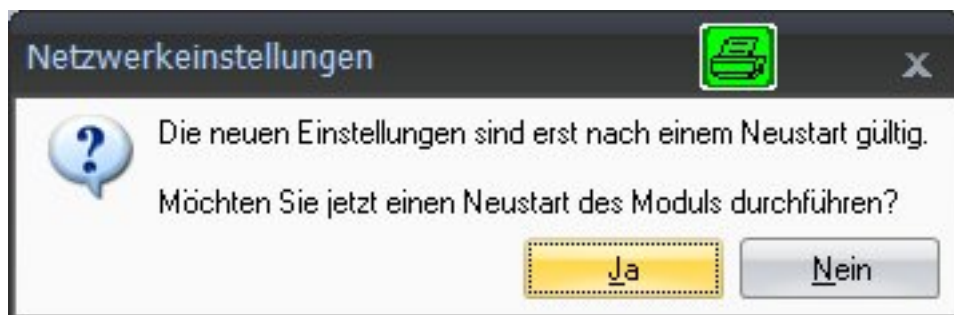 Netzwerkeinstellungen
Die neuen Einstellungen sind erst nach einem Neustart gültig.
Möchten Sie jetzt einen Neustart des Moduls durchführen?
Ja
Nein